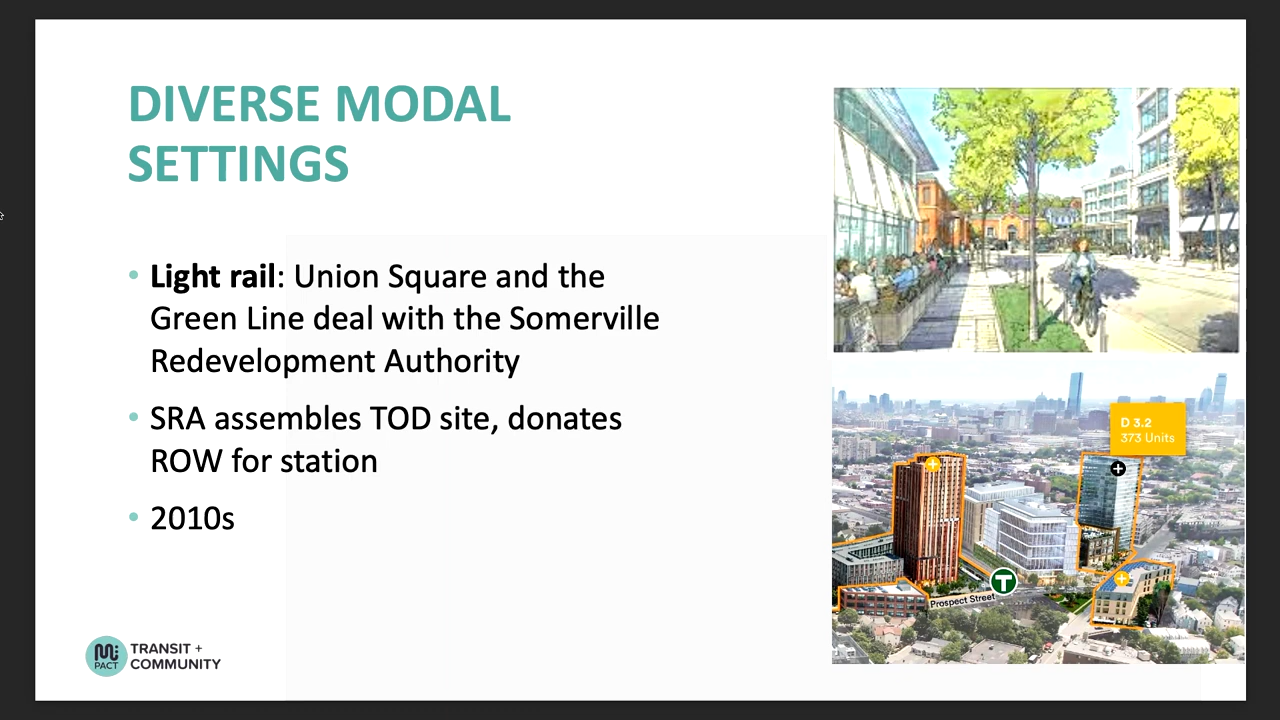 DIVERSE MODAL
SETTINGS
• Light rail: Union Square and the
Green Line deal with the Somerville
Redevelopment Authority
• SRA assembles TOD site, donates
ROW for station
• 2010s
D 3.2
373 Units
T
Prospect Street
Mi
PACT
TRANSIT +
COMMUNITY